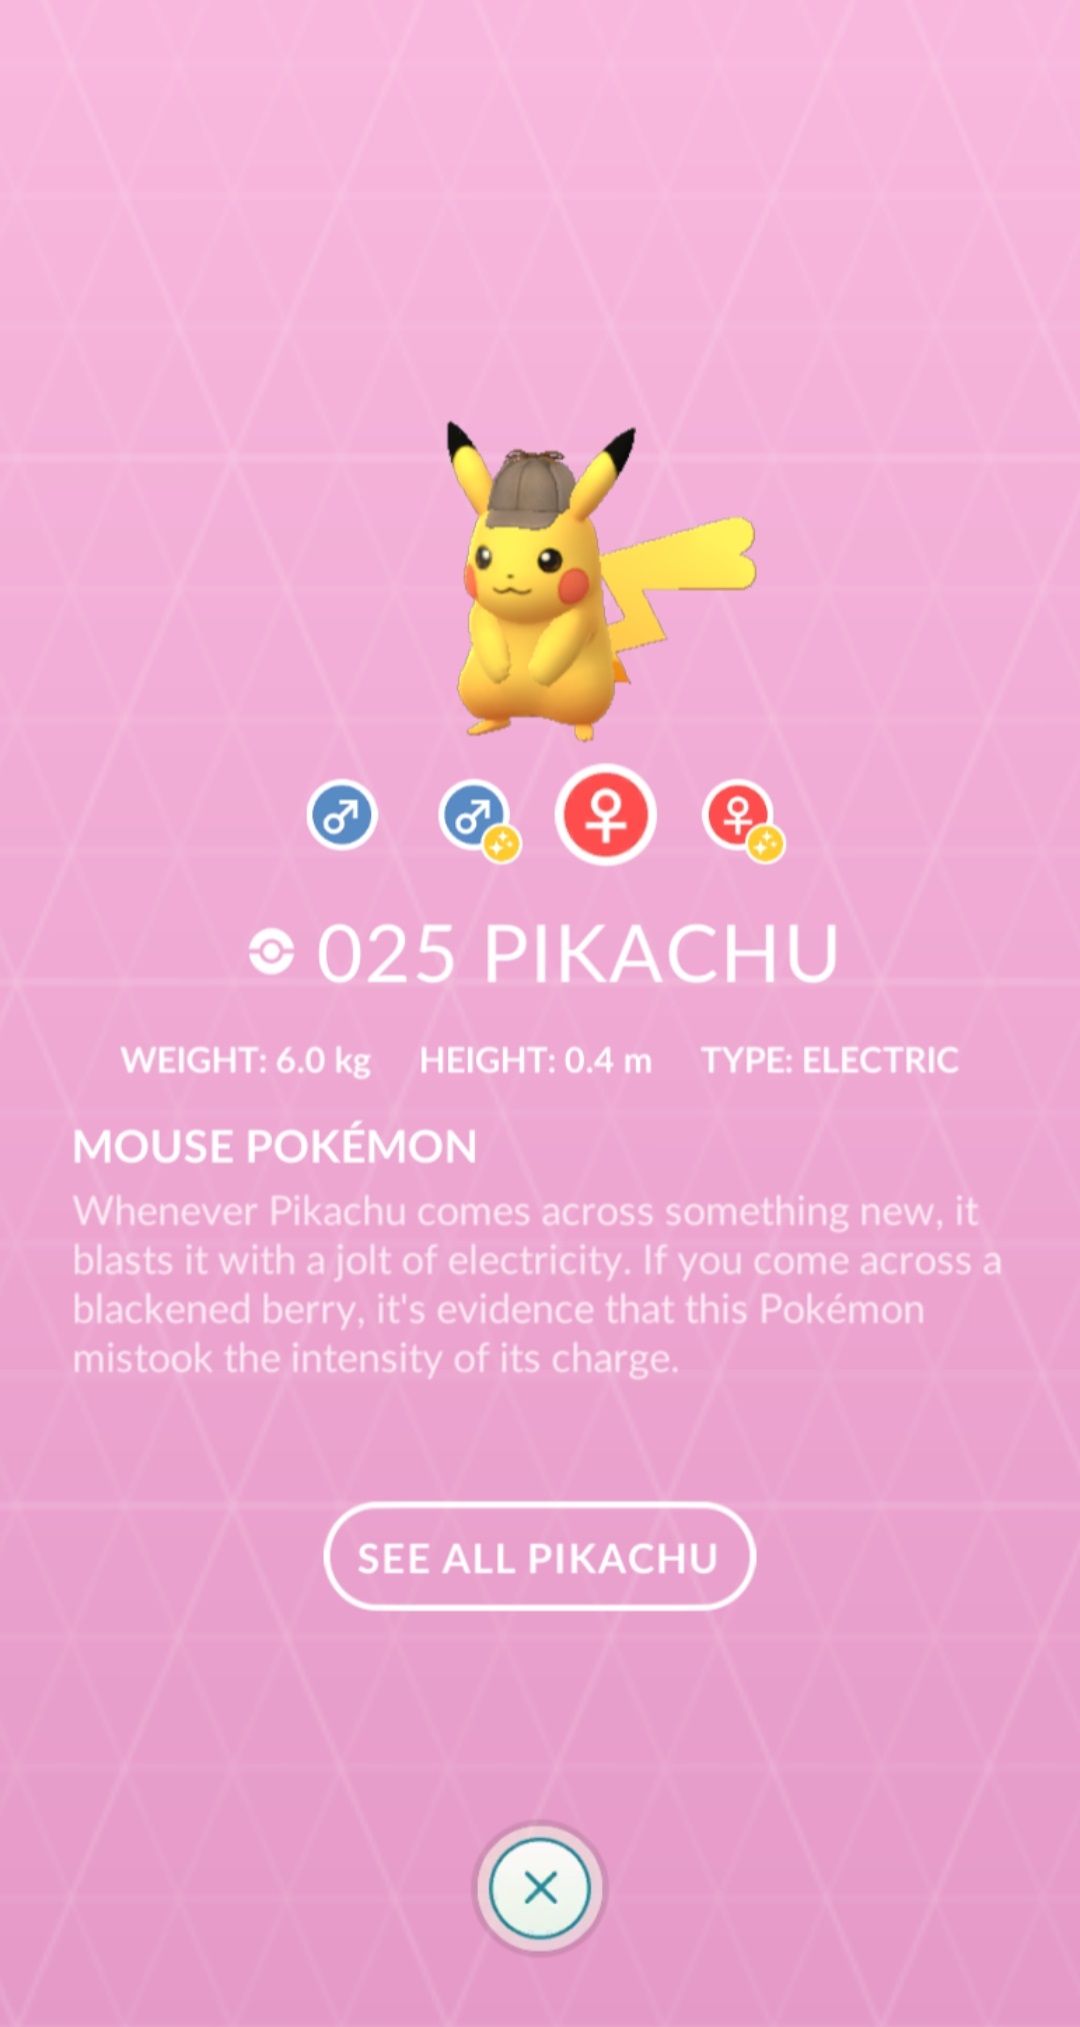 025 PIKACHU
WEIGHT: 6.0 kg HEIGHT: 0.4 m TYPE: ELECTRIC
MOUSE POKÉMON
Whenever Pikachu comes across something new, it
blasts it with a jolt of electricity. If you come across a
blackened berry, it's evidence that this Pokémon
mistook the intensity of its charge.
SEE ALL PIKACHU